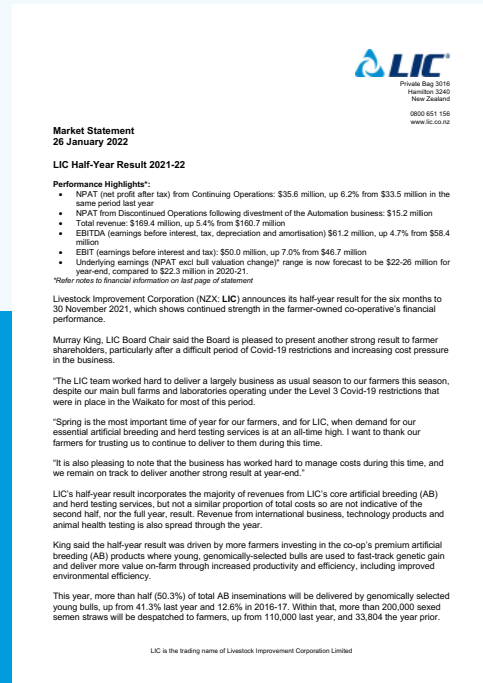 LIC®
Private Bag 3016
Hamilton 3240
New Zealand
0800 651 156
www.lic.co.nz
Market Statement
26 January 2022
LIC Half-Year Result 2021-22
Performance Highlights*:
• NPAT (net profit after tax) from Continuing Operations: $35.6 million, up 6.2% from $33.5 million in the
same period last year
• NPAT from Discontinued Operations following divestment of the Automation business: $15.2 million
• Total revenue: $169.4 million, up 5.4% from $160.7 million
• EBITDA (earnings before interest, tax, depreciation and amortisation) $61.2 million, up 4.7% from $58.4
million
• EBIT (earnings before interest and tax): $50.0 million, up 7.0% from $46.7 million
• Underlying earnings (NPAT excl bull valuation change)* range is now forecast to be $22-26 million for
year-end, compared to $22.3 million in 2020-21.
*Refer notes to financial information on last page of statement
Livestock Improvement Corporation (NZX: LIC) announces its half-year result for the six months to
30 November 2021, which shows continued strength in the farmer-owned co-operative's financial
performance.
Murray King, LIC Board Chair said the Board is pleased to present another strong result to farmer
shareholders, particularly after a difficult period of Covid-19 restrictions and increasing cost pressure
in the business.
"The LIC team worked hard to deliver a largely business as usual season to our farmers this season,
despite our main bull farms and laboratories operating under the Level 3 Covid-19 restrictions that
were in place in the Waikato for most of this period.
"Spring is the most important time of year for our farmers, and for LIC, when demand for our
essential artificial breeding and herd testing services is at an all-time high. I want to thank our
farmers for trusting us to continue to deliver to them during this time.
"It is also pleasing to note that the business has worked hard to manage costs during this time, and
we remain on track to deliver another strong result at year-end."
LIC's half-year result incorporates the majority of revenues from LIC's core artificial breeding (AB)
and herd testing services, but not a similar proportion of total costs so are not indicative of the
second half, nor the full year, result. Revenue from international business, technology products and
animal health testing is also spread through the year.
King said the half-year result was driven by more farmers investing in the co-op's premium artificial
breeding (AB) products where young, genomically-selected bulls are used to fast-track genetic gain
and deliver more value on-farm through increased productivity and efficiency, including improved
environmental efficiency.
This year, more than half (50.3%) of total AB inseminations will be delivered by genomically selected
young bulls, up from 41.3% last year and 12.6% in 2016-17. Within that, more than 200,000 sexed
semen straws will be despatched to farmers, up from 110,000 last year, and 33,804 the year prior.
LIC is the trading name of Livestock Improvement Corporation Limited